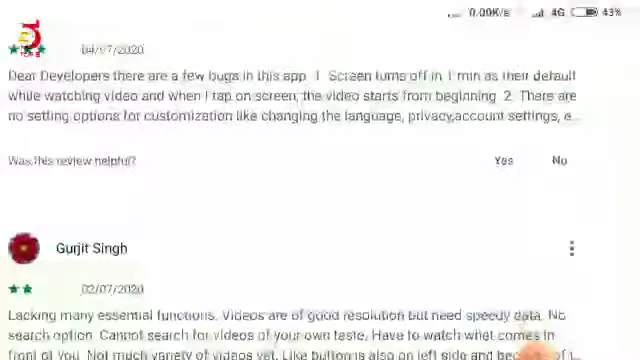 0.00K/s 4G 43%
04/07/2020
Dear Developers there are a few bugs in this app 1 Screen turns off in 1 min as their default
while watching video and when I tap on screen, the video starts from beginning 2 There are
no setting options for customization like changing the language, privacy,account settings, e...
Was this review helpful? Yes No
Gurjit Singh
02/07/2020
Lacking many essential functions. Videos are of good resolution but need speedy data. No
search option. Cannot search for videos of your own taste. Have to watch what comes in
front of you. Not much variety of videos yet. Like button is also on left side and of